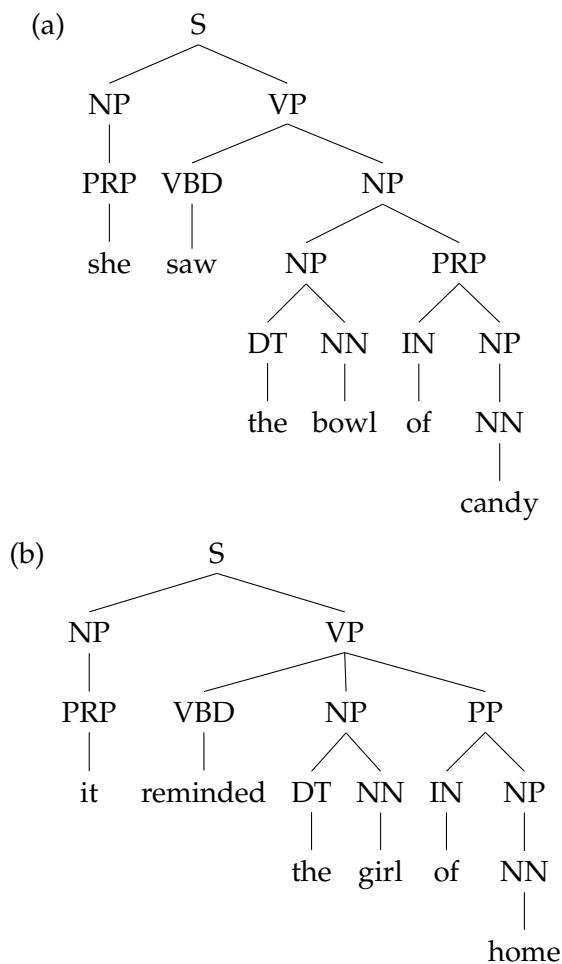 (a) S
NP VP
PRP VBD NP
she saw NP PRP
DT NN IN NP
the bowl of NN
candy
(b) S
NP VP
PRP VBD NP PP
it reminded DT NN IN NP
the girl of NN
home